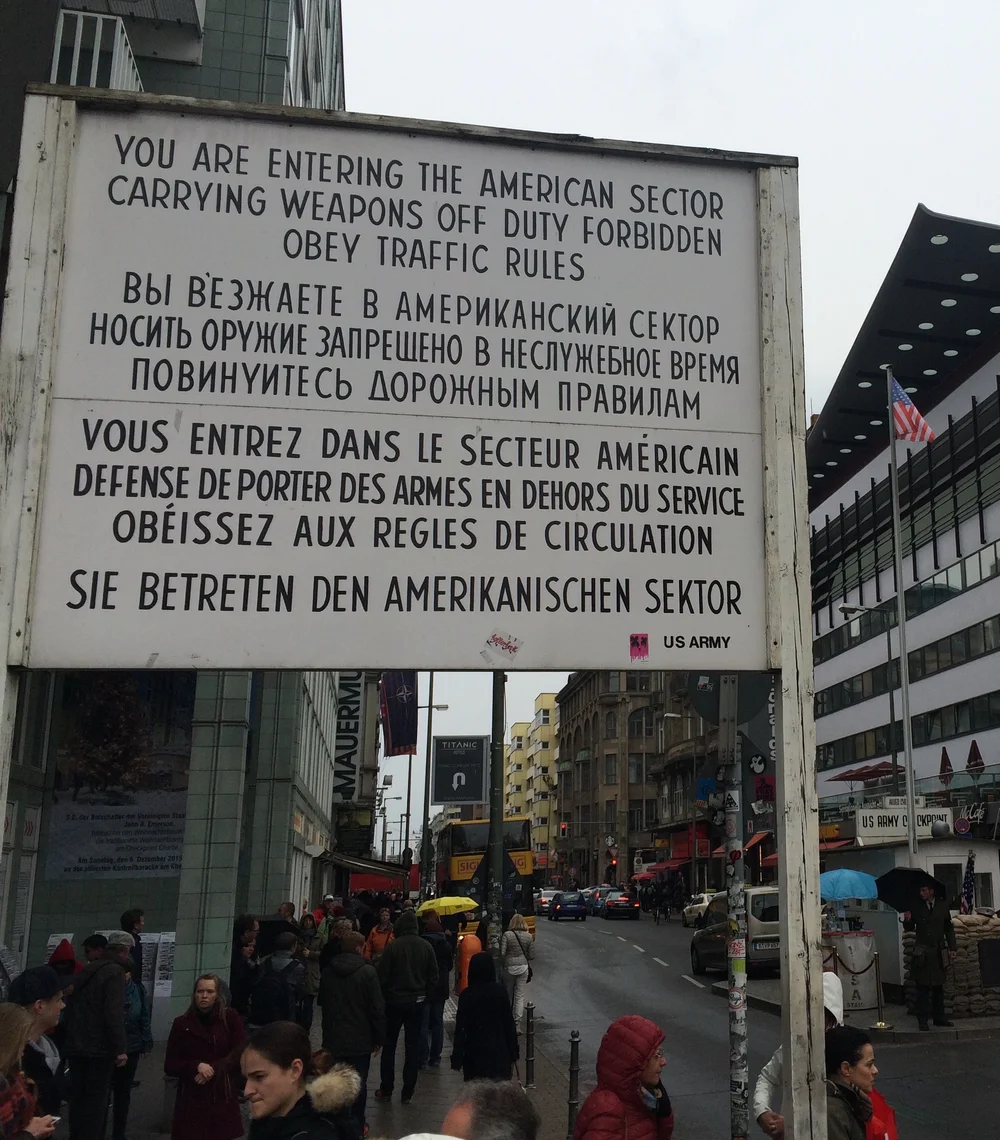 YOU ARE ENTERING THE AMERICAN SECTOR
CARRYING WEAPONS OFF DUTY FORBIDDEN
OBEY TRAFFIC RULES
ВЫ ВЪЕЗЖАЕТЕ В АМЕРИКАНСКИЙ СЕКТОР
НОСИТЬ ОРУЖИЕ ЗАПРЕЩЕНО В НЕСЛУЖЕБНОЕ ВРЕМЯ
ПОВИНУЙТЕСЬ ДОРОЖНЫМ ПРАВИЛАМ
VOUS ENTREZ DANS LE SECTEUR AMÉRICAIN
DEFENSE DE PORTER DES ARMES EN DEHORS DU SERVICE
OBÉISSEZ AUX REGLES DE CIRCULATION
SIE BETRETEN DEN AMERIKANISCHEN SEKTOR
US ARMY
MAUERMU
TITANIC
US ARMY CHECKPOINT
McCafé